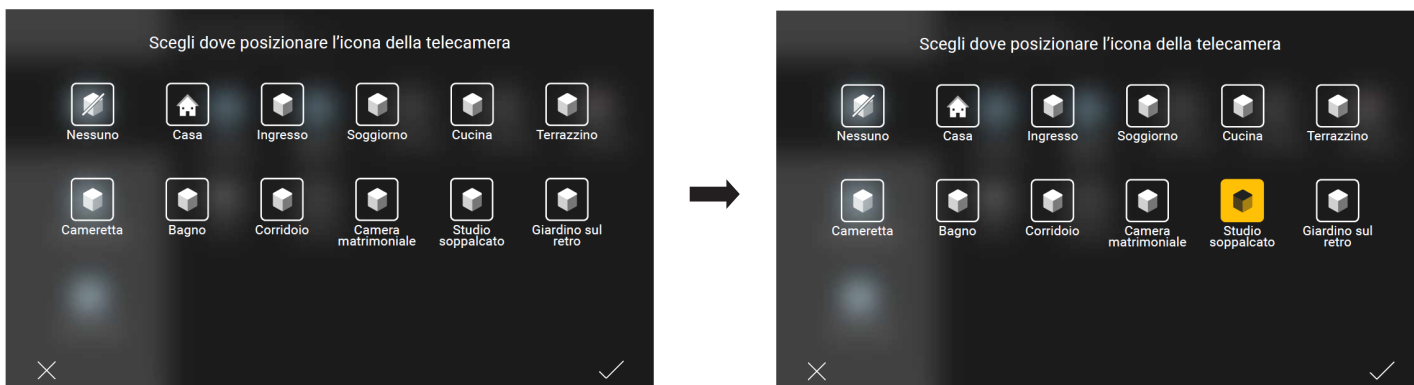 Scegli dove posizionare l'icona della telecamera
Nessuno
Casa
Ingresso
Soggiorno
Cucina
Terrazzino
Cameretta
Bagno
Corridoio
Camera
matrimoniale
Studio
soppalcato
Giardino sul
retro
Scegli dove posizionare l'icona della telecamera
Nessuno
Casa
Ingresso
Soggiorno
Cucina
Terrazzino
Cameretta
Bagno
Corridoio
Camera
matrimoniale
Studio
soppalcato
Giardino sul
retro